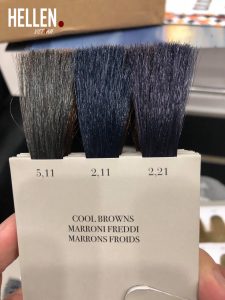 HELLEN.
5,11 2,11 2,21
COOL BROWNS
MARRONI FREDDI
MARRONS FROIDS